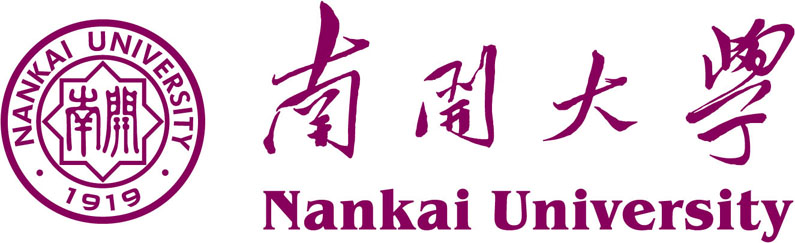 NANKAI UNIVERSITY
南開
· 1919 ·
南開大學
Nankai University